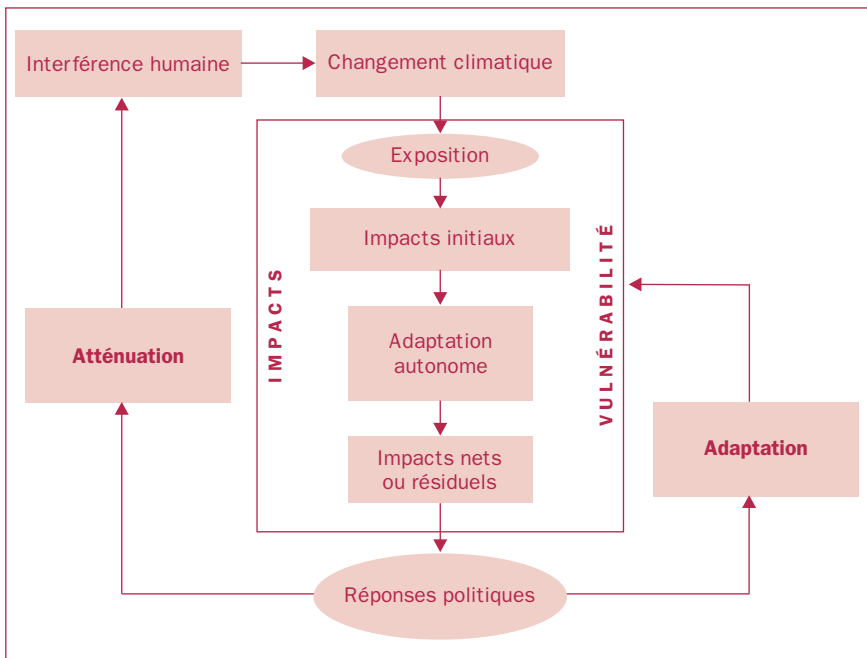 Interférence humaine
Changement climatique
Exposition
Impacts initiaux
IMPACTS
VULNÉRABILITÉ
Adaptation
autonome
Atténuation
Impacts nets
ou résiduels
Adaptation
Réponses politiques